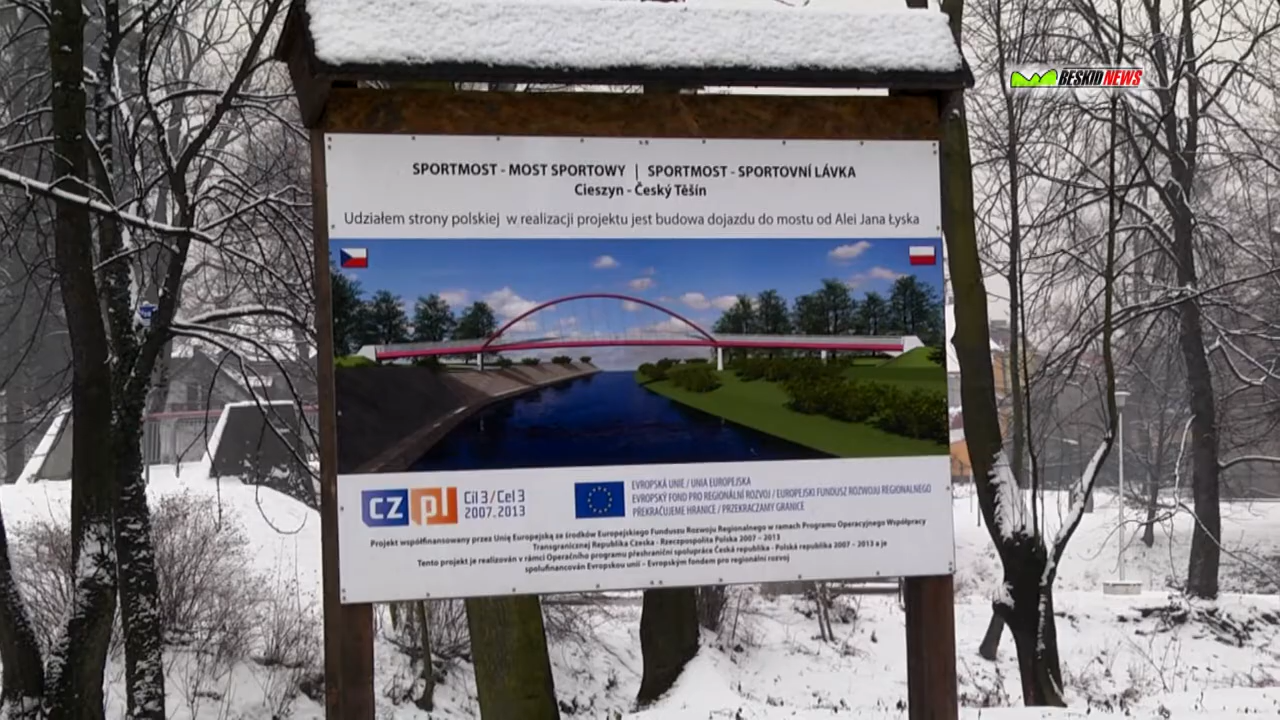 BESKIDNEWS
SPORTMOST - MOST SPORTOWY | SPORTMOST - SPORTOVNÍ LÁVKA
Cieszyn - Český Těšín
Udziałem strony polskiej w realizacji projektu jest budowa dojazdu do mostu od Alei Jana Łyska
cz pl
Cíl 3 / Cel 3
2007-2013
EVROPSKÁ UNIE / UNIA EUROPEJSKA
EVROPSKÝ FOND PRO REGIONÁLNÍ ROZVOJ / EUROPEJSKI FUNDUSZ ROZWOJU REGIONALNEGO
PŘEKRAČUJEME HRANICE / PRZEKRACZAMY GRANICE
Projekt współfinansowany przez Unię Europejską ze środków Europejskiego Funduszu Rozwoju Regionalnego w ramach Programu Operacyjnego Współpracy
Transgranicznej Republika Czeska - Rzeczpospolita Polska 2007 – 2013
Tento projekt je realizován v rámci Operačního programu přeshraniční spolupráce Česká republika - Polská republika 2007 – 2013 a je
spolufinancován Evropskou unií – Evropským fondem pro regionální rozvoj